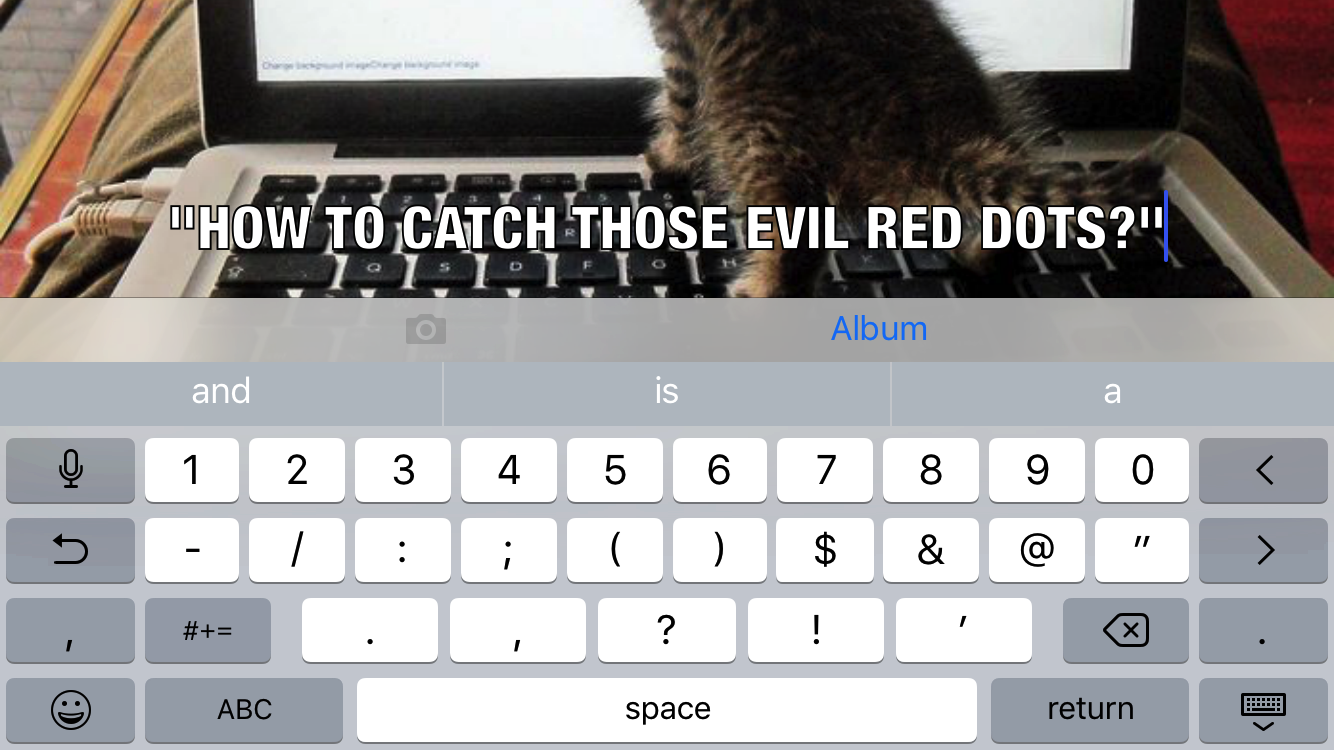 Change background imageChange background image
"HOW TO CATCH THOSE EVIL RED DOTS?"
Q S D F G H
Album
and is a
1 2 3 4 5 6 7 8 9 0 <
- / : ; ( ) $ & @ " >
, #+= . , ? ! ' .
ABC space return